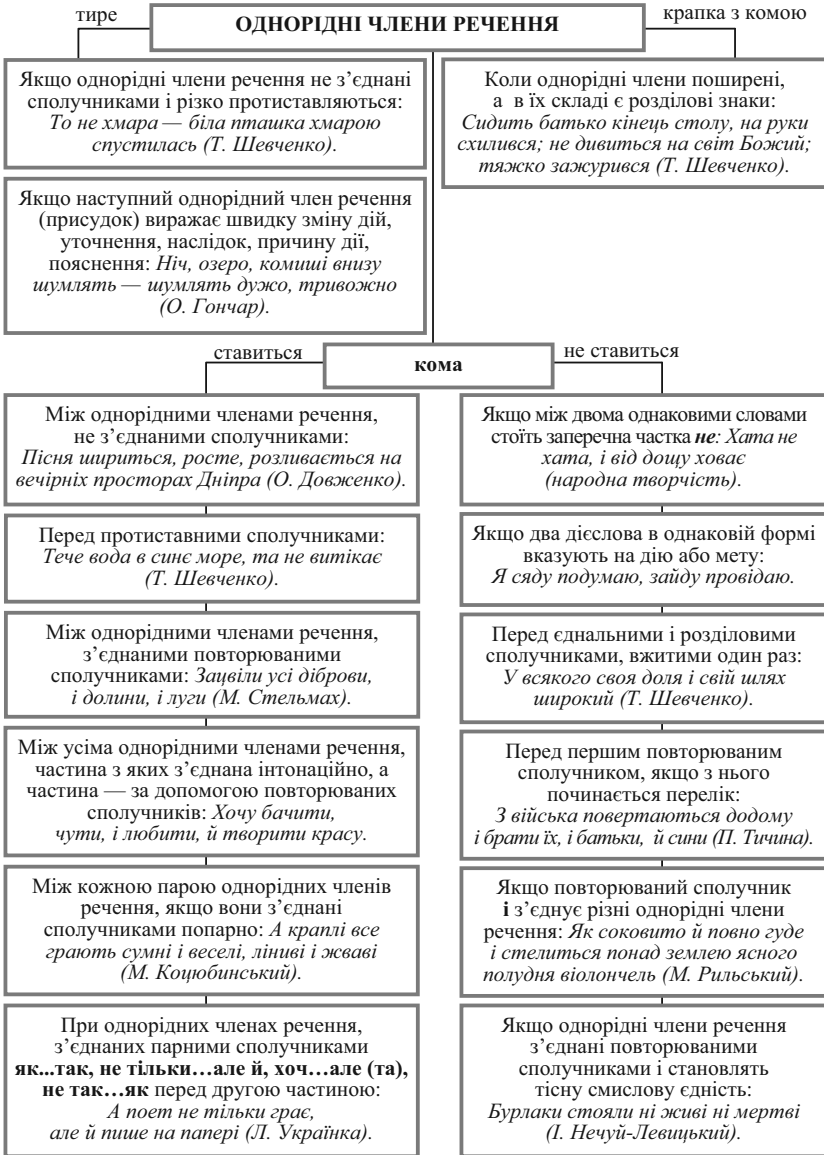 тире
ОДНОРІДНІ ЧЛЕНИ РЕЧЕННЯ
крапка з комою
Якщо однорідні члени речення не з’єднані
сполучниками і різко протиставляються:
То не хмара — біла пташка хмарою
спустилась (Т. Шевченко).
Коли однорідні члени поширені,
а в їх складі є розділові знаки:
Сидить батько кінець столу, на руки
схилився; не дивиться на світ Божий;
тяжко зажурився (Т. Шевченко).
Якщо наступний однорідний член речення
(присудок) виражає швидку зміну дій,
уточнення, наслідок, причину дії,
пояснення: Ніч, озеро, комиші внизу
шумлять — шумлять дужо, тривожно
(О. Гончар).
ставиться
кома
не ставиться
Між однорідними членами речення,
не з’єднаними сполучниками:
Пісня шириться, росте, розливається на
вечірніх просторах Дніпра (О. Довженко).
Перед протиставними сполучниками:
Тече вода в синє море, та не витікає
(Т. Шевченко).
Між однорідними членами речення,
з’єднаними повторюваними
сполучниками: Зацвіли усі діброви,
і долини, і луги (М. Стельмах).
Між усіма однорідними членами речення,
частина з яких з’єднана інтонаційно, а
частина — за допомогою повторюваних
сполучників: Хочу бачити,
чути, і любити, й творити красу.
Між кожною парою однорідних членів
речення, якщо вони з’єднані
сполучниками попарно: А краплі все
грають сумні і веселі, ліниві і жваві
(М. Коцюбинський).
При однорідних членах речення,
з’єднаних парними сполучниками
як...так, не тільки…але й, хоч…але (та),
не так…як перед другою частиною:
А поет не тільки грає,
але й пише на папері (Л. Українка).
Якщо між двома однаковими словами
стоїть заперечна частка не: Хата не
хата, і від дощу ховає
(народна творчість).
Якщо два дієслова в однаковій формі
вказують на дію або мету:
Я сяду подумаю, зайду провідаю.
Перед єднальними і розділовими
сполучниками, вжитими один раз:
У всякого своя доля і свій шлях
широкий (Т. Шевченко).
Перед першим повторюваним
сполучником, якщо з нього
починається перелік:
З війська повертаються додому
і брати їх, і батьки, й сини (П. Тичина).
Якщо повторюваний сполучник
і з’єднує різні однорідні члени
речення: Як соковито й повно гуде
і стелиться понад землею ясного
полудня віолончель (М. Рильський).
Якщо однорідні члени речення
з’єднані повторюваними
сполучниками і становлять
тісну смислову єдність:
Бурлаки стояли ні живі ні мертві
(І. Нечуй-Левицький).